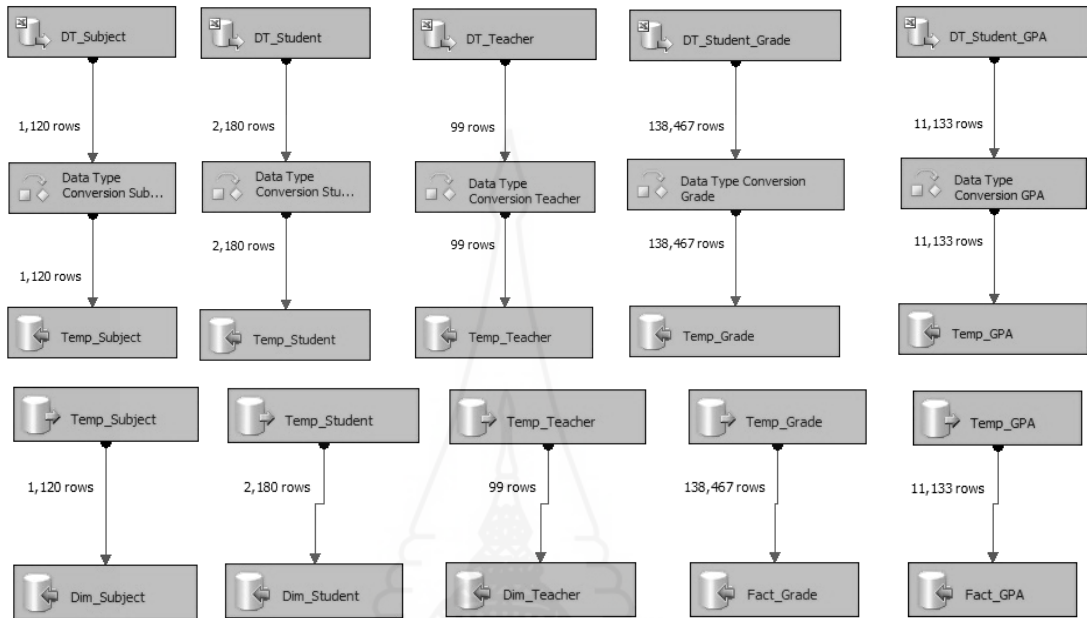 DT_Subject
DT_Student
DT_Teacher
DT_Student_Grade
DT_Student_GPA
1,120 rows
2,180 rows
99 rows
138,467 rows
11,133 rows
Data Type
Conversion Sub...
Data Type
Conversion Stu...
Data Type
Conversion Teacher
Data Type Conversion
Grade
Data Type
Conversion GPA
1,120 rows
2,180 rows
99 rows
138,467 rows
11,133 rows
Temp_Subject
Temp_Student
Temp_Teacher
Temp_Grade
Temp_GPA
Temp_Subject
Temp_Student
Temp_Teacher
Temp_Grade
Temp_GPA
1,120 rows
2,180 rows
99 rows
138,467 rows
11,133 rows
Dim_Subject
Dim_Student
Dim_Teacher
Fact_Grade
Fact_GPA